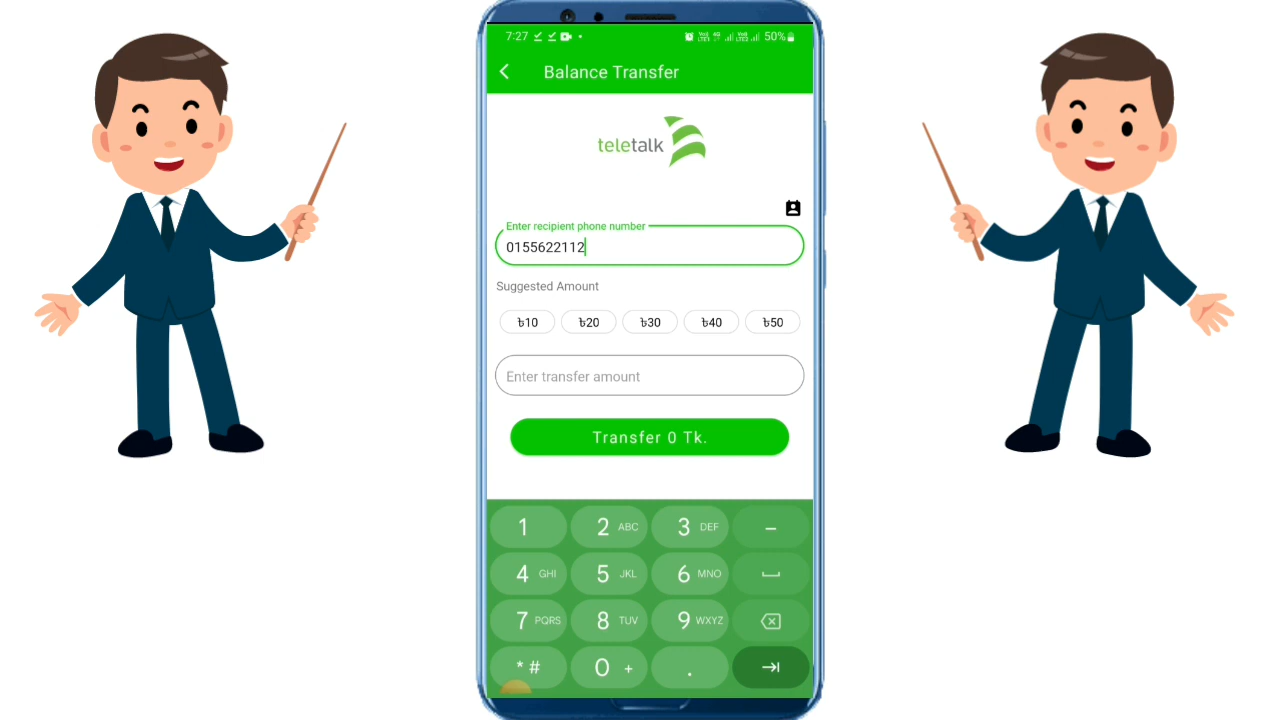 7:27 50%
Balance Transfer
teletalk
Enter recipient phone number
0155622112
Suggested Amount
৳10 ৳20 ৳30 ৳40 ৳50
Enter transfer amount
Transfer 0 Tk.
1 2 ABC 3 DEF –
4 GHI 5 JKL 6 MNO
7 PQRS 8 TUV 9 WXYZ
* # 0 + .